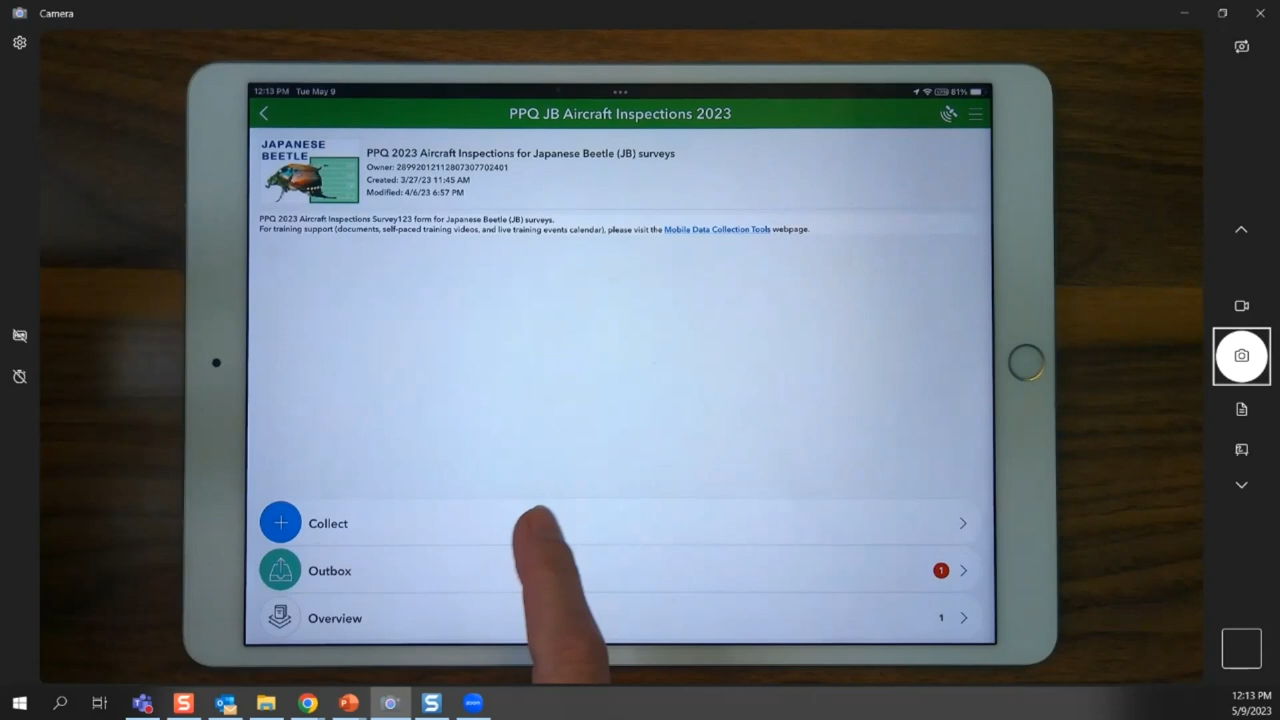 Camera
12:13 PM Tue May 9
81%
PPQ JB Aircraft Inspections 2023
JAPANESE
BEETLE
PPQ 2023 Aircraft Inspections for Japanese Beetle (JB) surveys
Owner: 28992012112807307702401
Created: 3/27/23 11:45 AM
Modified: 4/6/23 6:57 PM
PPQ 2023 Aircraft Inspections Survey123 form for Japanese Beetle (JB) surveys.
For training support (documents, self-paced training videos, and live training events calendar), please visit the Mobile Data Collection Tools webpage.
Collect
Outbox
1
Overview
1
S
S
zoom
12:13 PM
5/9/2023